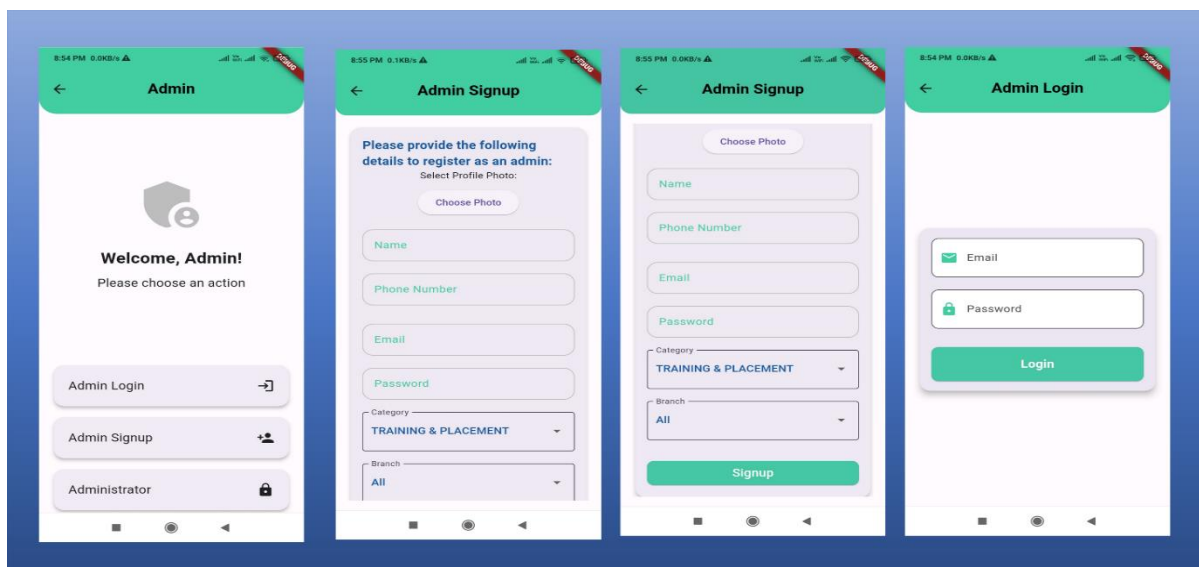 8:54 PM 0.0KB/s
DEBUG
Admin
Welcome, Admin!
Please choose an action
Admin Login
Admin Signup
Administrator
8:55 PM 0.1KB/s
DEBUG
Admin Signup
Please provide the following
details to register as an admin:
Select Profile Photo:
Choose Photo
Name
Phone Number
Email
Password
Category
TRAINING & PLACEMENT
Branch
All
8:55 PM 0.0KB/s
DEBUG
Admin Signup
Choose Photo
Name
Phone Number
Email
Password
Category
TRAINING & PLACEMENT
Branch
All
Signup
8:54 PM 0.0KB/s
DEBUG
Admin Login
Email
Password
Login